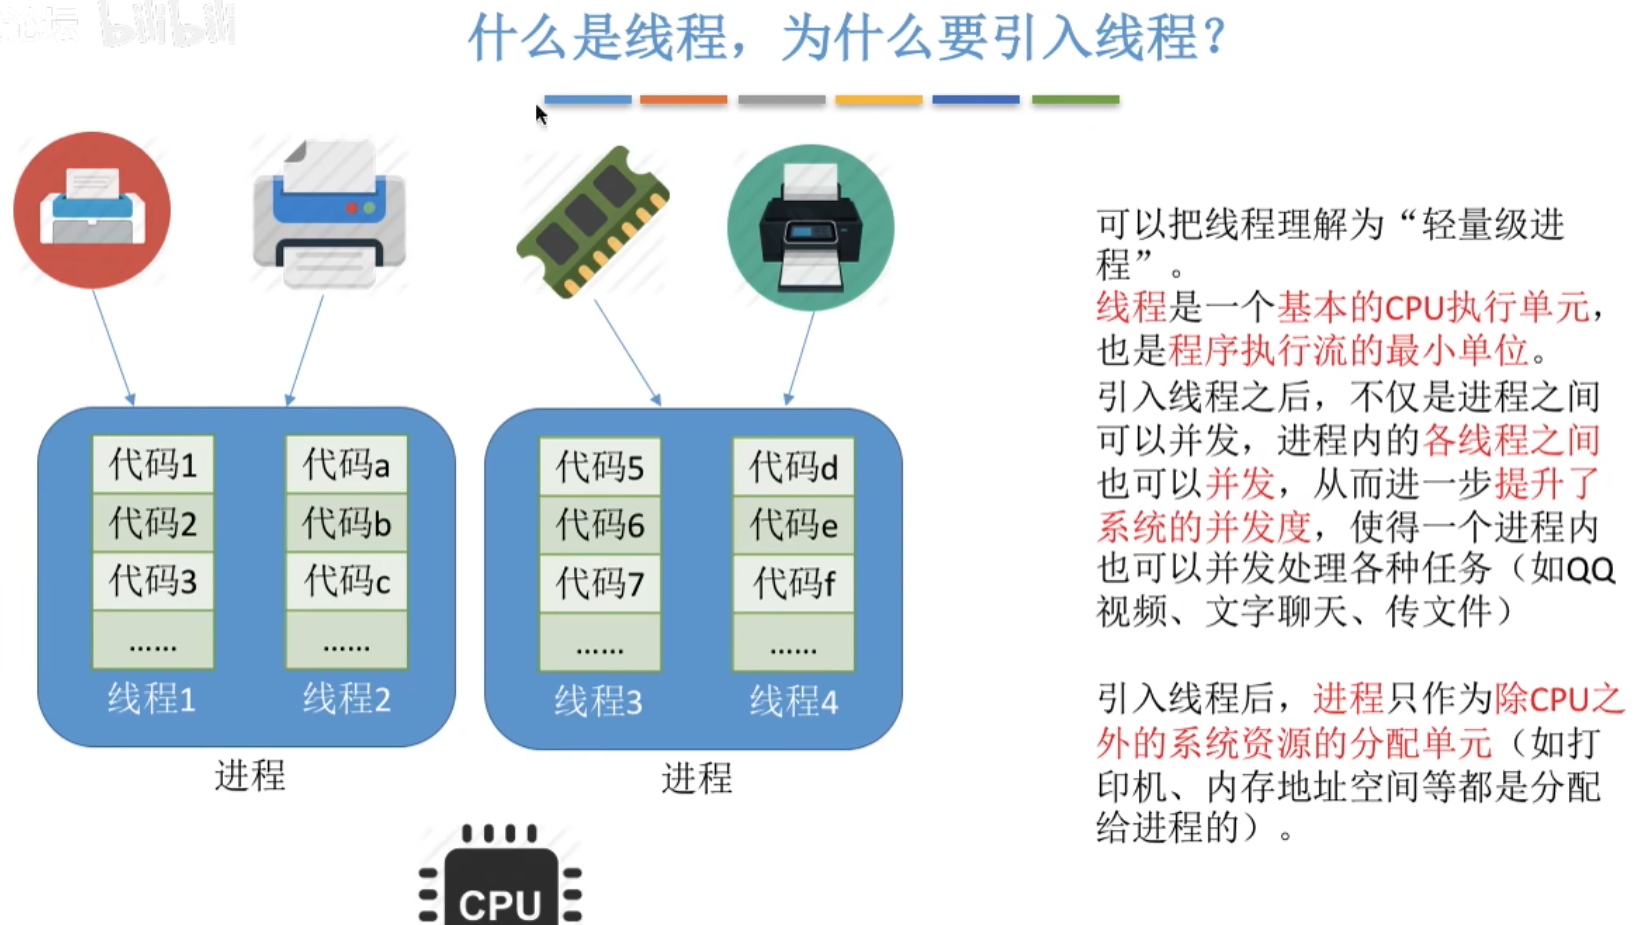 论坛 bilibili
什么是线程，为什么要引入线程？
代码1
代码2
代码3
……
线程1
代码a
代码b
代码c
……
线程2
进程
代码5
代码6
代码7
……
线程3
代码d
代码e
代码f
……
线程4
进程
CPU
可以把线程理解为“轻量级进
程”。
线程是一个基本的CPU执行单元，
也是程序执行流的最小单位。
引入线程之后，不仅是进程之间
可以并发，进程内的各线程之间
也可以并发，从而进一步提升了
系统的并发度，使得一个进程内
也可以并发处理各种任务（如QQ
视频、文字聊天、传文件）
引入线程后，进程只作为除CPU之
外的系统资源的分配单元（如打
印机、内存地址空间等都是分配
给进程的）。